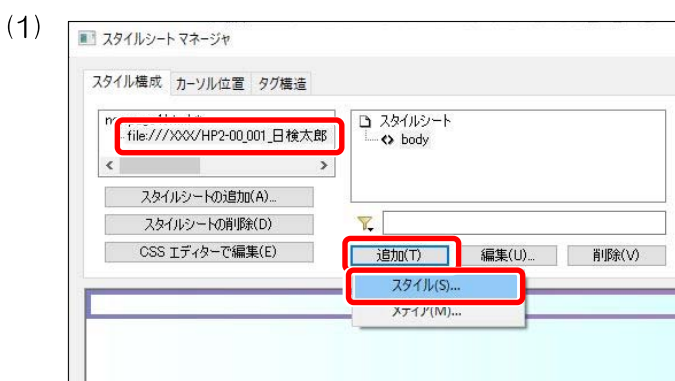 (1)
スタイルシート マネージャ
スタイル構成 カーソル位置 タグ構造
file:///XXX/HP2-00_001_日検太郎
スタイルシート
body
スタイルシートの追加(A)...
スタイルシートの削除(D)
CSS エディターで編集(E)
追加(T) 編集(U)... 削除(V)
スタイル(S)...
メディア(M)...